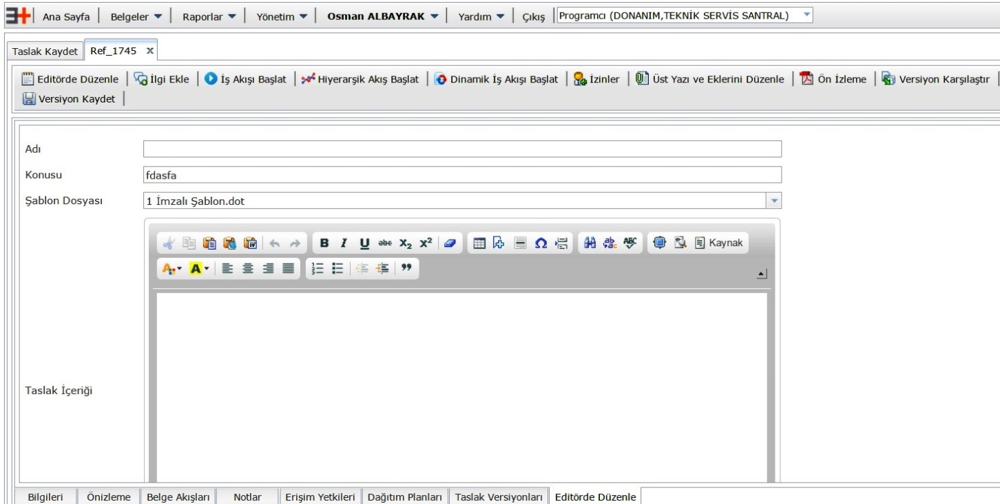 Ana Sayfa Belgeler Raporlar Yönetim Osman ALBAYRAK Yardım Çıkış Programcı (DONANIM,TEKNİK SERVİS SANTRAL)
Taslak Kaydet Ref_1745 x
Editörde Düzenle İlgi Ekle İş Akışı Başlat Hiyerarşik Akış Başlat Dinamik İş Akışı Başlat İzinler Üst Yazı ve Eklerini Düzenle Ön İzleme Versiyon Karşılaştır
Versiyon Kaydet
Adı
Konusu fdasfa
Şablon Dosyası 1 İmzalı Şablon.dot
B I U abc X₂ X² Ω ABC Kaynak
A A
Taslak İçeriği
Bilgileri Önizleme Belge Akışları Notlar Erişim Yetkileri Dağıtım Planları Taslak Versiyonları Editörde Düzenle